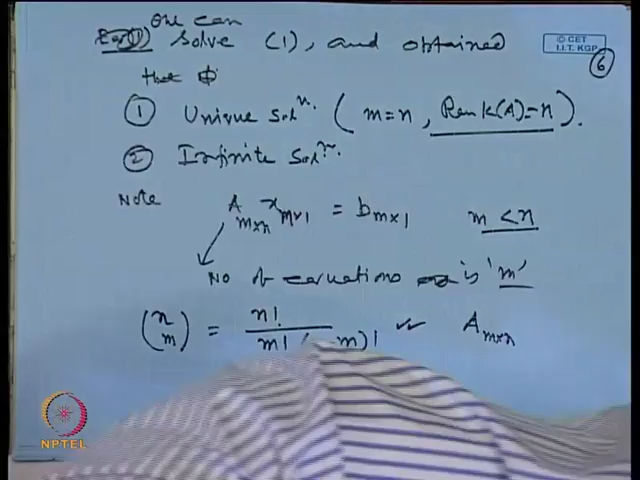 one can
solve (1), and obtained
© CET
I.I.T. KGP
6
that
① Unique solⁿ. ( m=n, Rank(A)=n ).
② Infinite solⁿ.
Note A m×n x m×1 = b m×1 m < n
No of equations is 'm'
(n m) = n! / m! ( - m)! A m×n
NPTEL